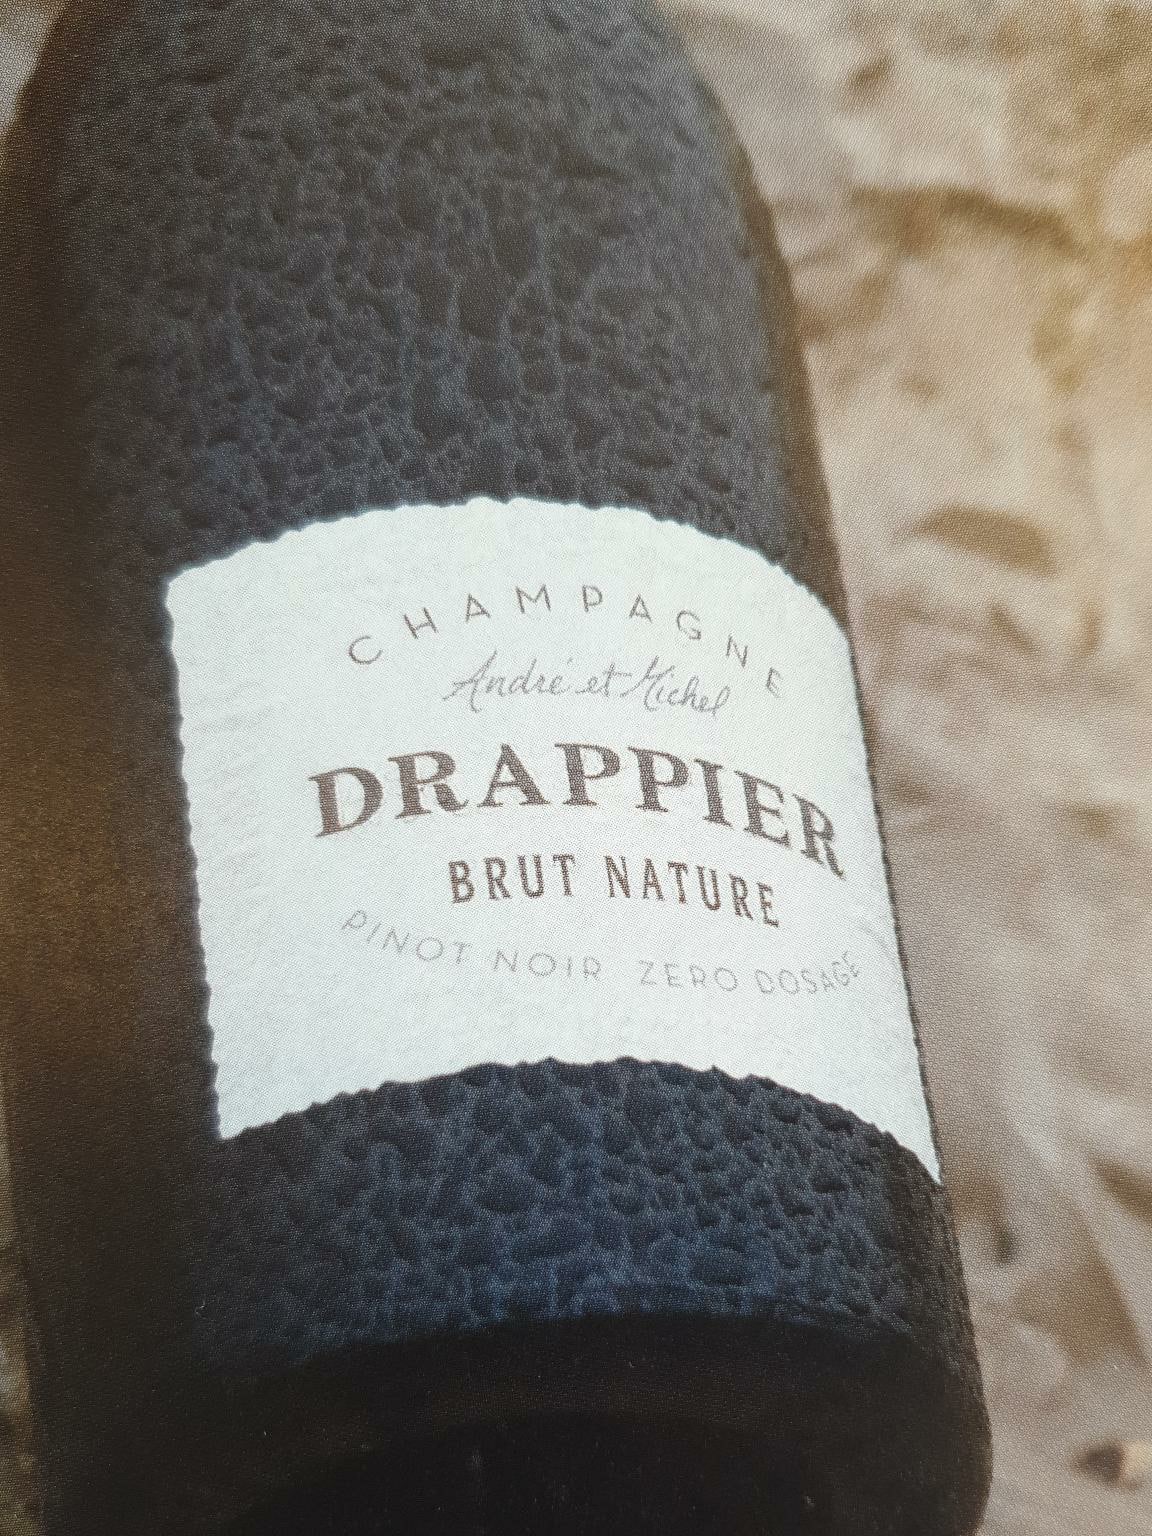 CHAMPAGNE
André et Michel
DRAPPIER
BRUT NATURE
PINOT NOIR ZERO DOSAGE